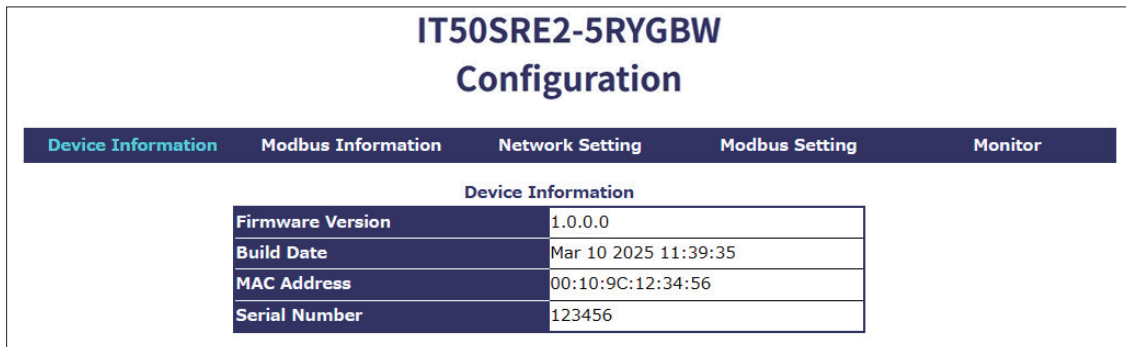 IT50SRE2-5RYGBW
Configuration
Device Information Modbus Information Network Setting Modbus Setting Monitor
Device Information
Firmware Version 1.0.0.0
Build Date Mar 10 2025 11:39:35
MAC Address 00:10:9C:12:34:56
Serial Number 123456